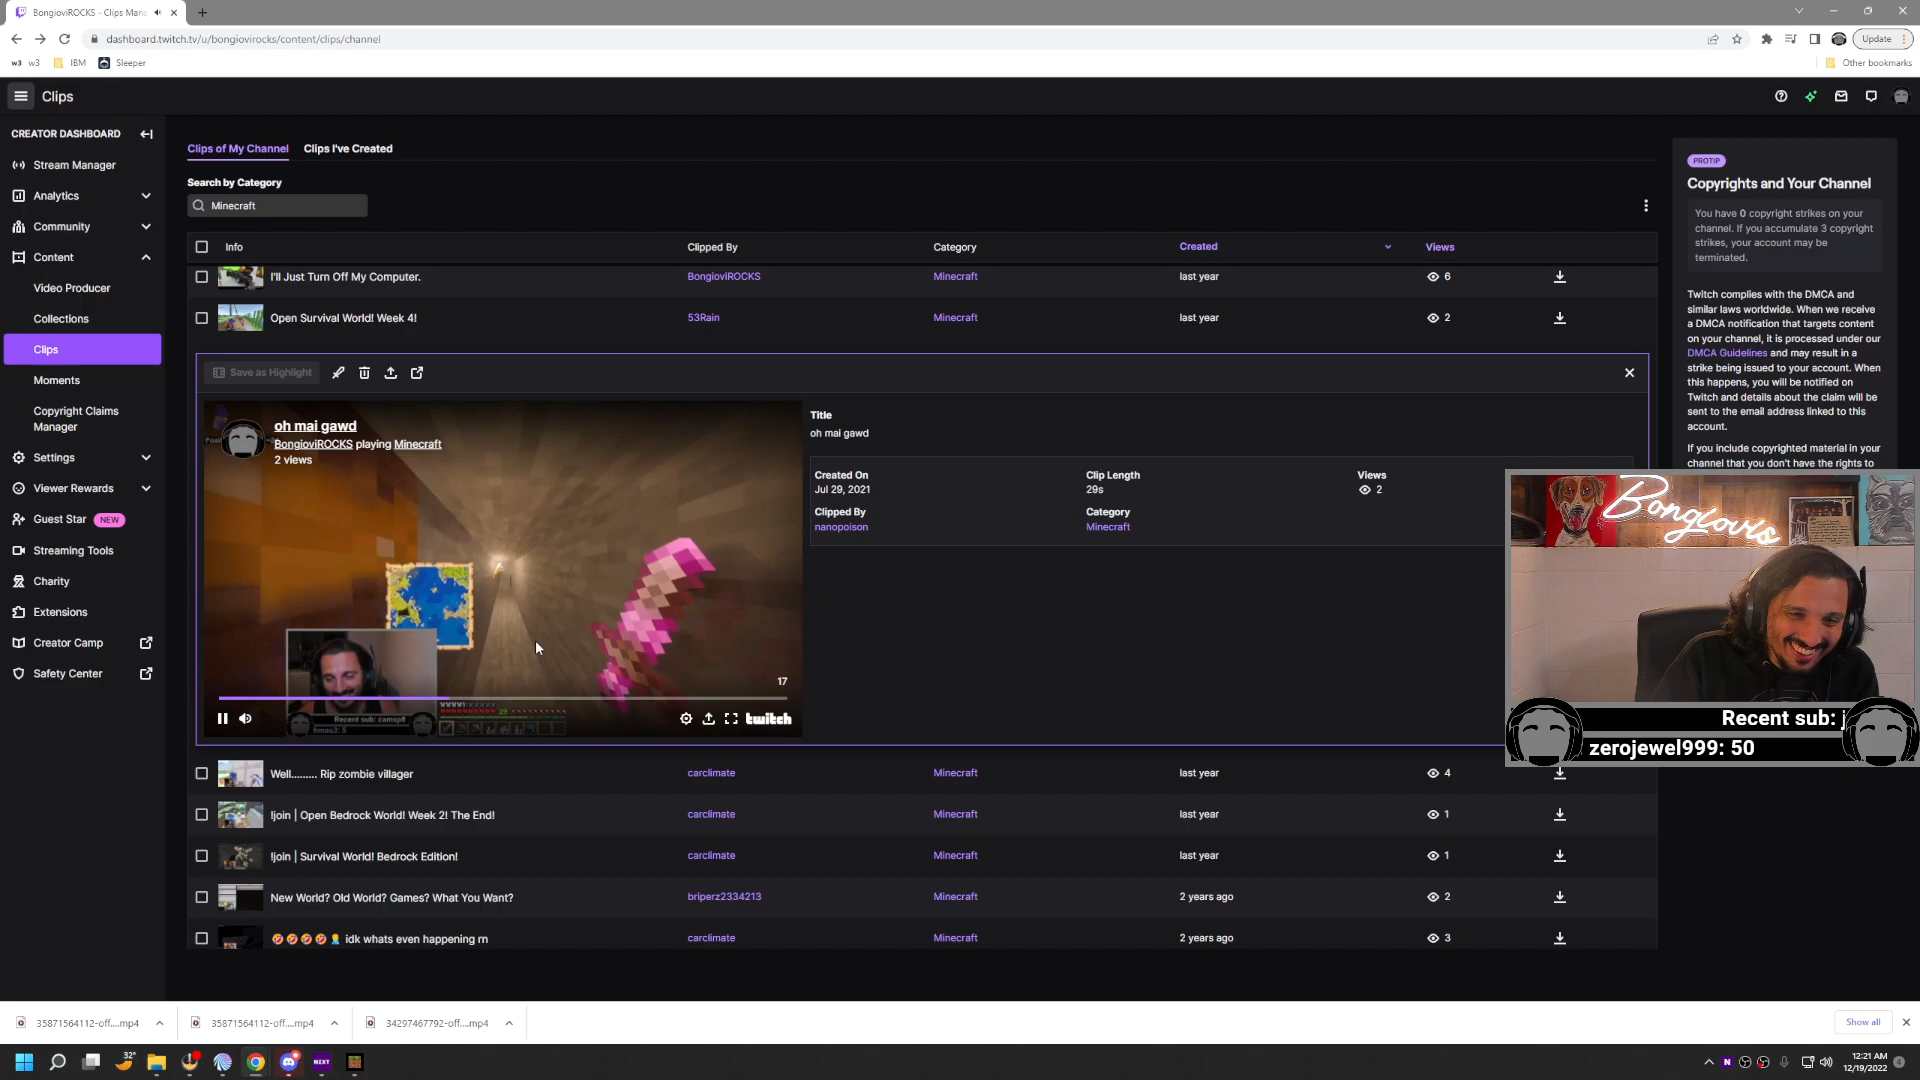 BongioviROCKS - Clips Mana
dashboard.twitch.tv/u/bongiovirocks/content/clips/channel
Update
w3 w3 IBM Sleeper
Other bookmarks
Clips
CREATOR DASHBOARD
Stream Manager
Analytics
Community
Content
Video Producer
Collections
Clips
Moments
Copyright Claims
Manager
Settings
Viewer Rewards
Guest Star NEW
Streaming Tools
Charity
Extensions
Creator Camp
Safety Center
Clips of My Channel Clips I've Created
Search by Category
Minecraft
Info Clipped By Category Created Views
I'll Just Turn Off My Computer. BongioviROCKS Minecraft last year 6
Open Survival World! Week 4! 53Rain Minecraft last year 2
Save as Highlight
oh mai gawd
BongioviROCKS playing Minecraft
2 views
17
Recent sub: camsp8
hmau3: 5
twitch
Title
oh mai gawd
Created On Clip Length Views
Jul 29, 2021 29s 2
Clipped By Category
nanopoison Minecraft
Well......... Rip zombie villager carclimate Minecraft last year 4
!join | Open Bedrock World! Week 2! The End! carclimate Minecraft last year 1
!join | Survival World! Bedrock Edition! carclimate Minecraft last year 1
New World? Old World? Games? What You Want? briperz2334213 Minecraft 2 years ago 2
🤣🤣🤣🤣🤦 idk whats even happening rn carclimate Minecraft 2 years ago 3
PROTIP
Copyrights and Your Channel
You have 0 copyright strikes on your
channel. If you accumulate 3 copyright
strikes, your account may be
terminated.
Twitch complies with the DMCA and
similar laws worldwide. When we receive
a DMCA notification that targets content
on your channel, it is processed under our
DMCA Guidelines and may result in a
strike being issued to your account. When
this happens, you will be notified on
Twitch and details about the claim will be
sent to the email address linked to this
account.
If you include copyrighted material in your
channel that you don't have the rights to
Bongiovis
Recent sub: j
zerojewel999: 50
35871564112-off....mp4 35871564112-off....mp4 34297467792-off....mp4
Show all
32°
NZXT
12:21 AM
12/19/2022
4